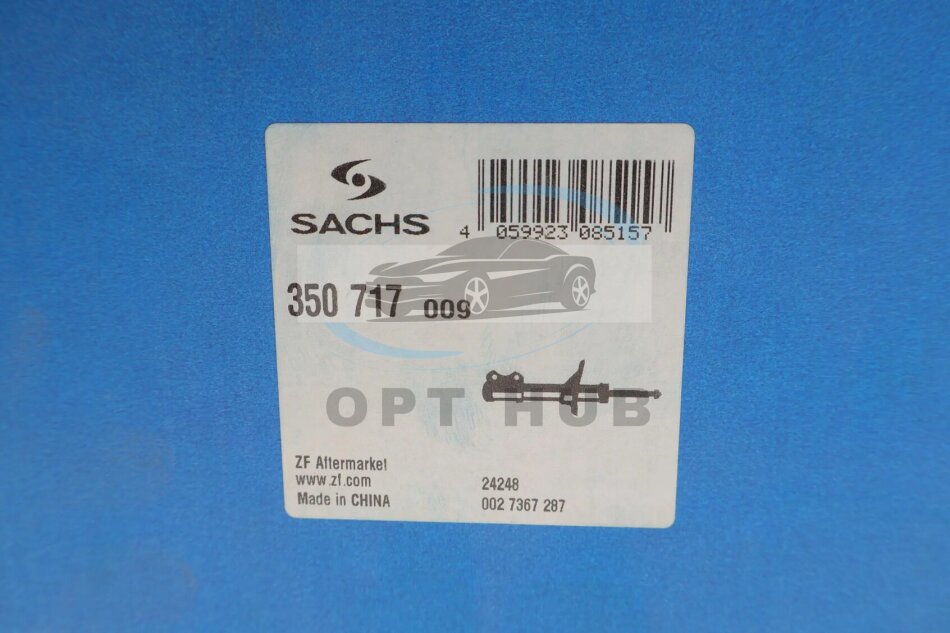 SACHS
4 059923 085157
350 717 009
OPT HUB
ZF Aftermarket
www.zf.com
Made in CHINA
24248
002 7367 287